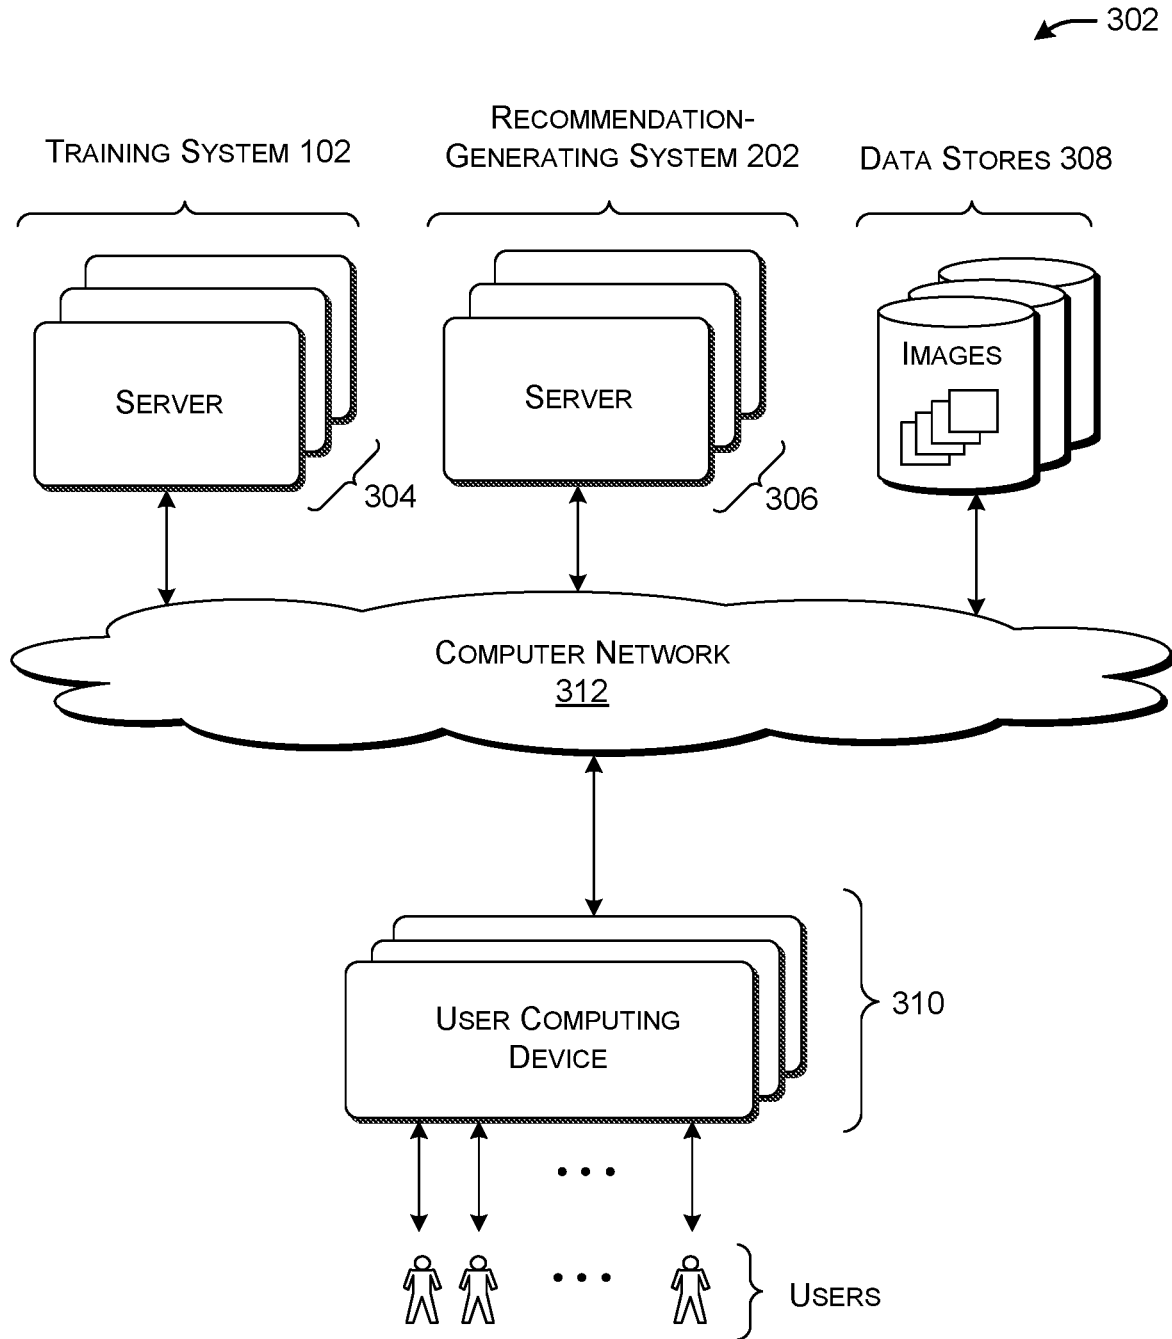 302
TRAINING SYSTEM 102
RECOMMENDATION-
GENERATING SYSTEM 202
DATA STORES 308
SERVER
304
SERVER
306
IMAGES
COMPUTER NETWORK
312
USER COMPUTING
DEVICE
310
• • •
• • •
USERS